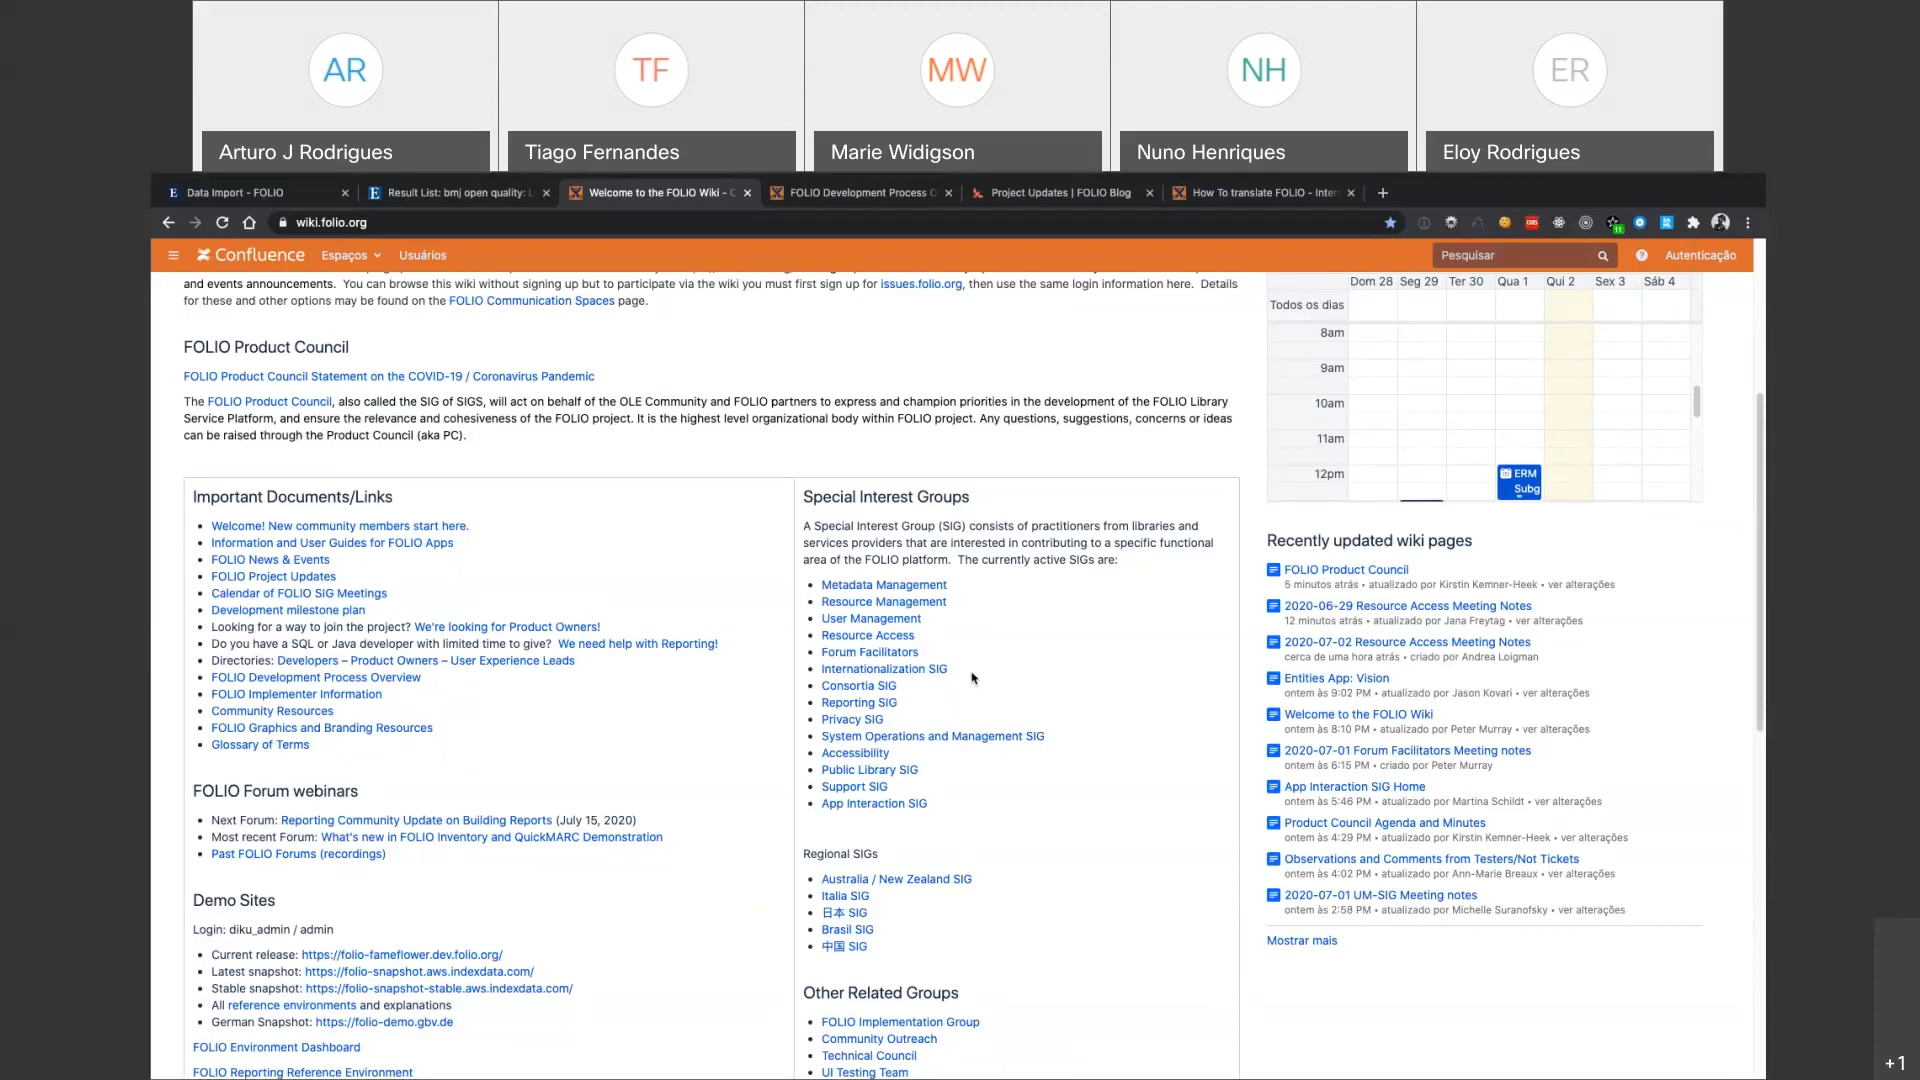 AR
TF
MW
NH
ER
Arturo J Rodrigues
Tiago Fernandes
Marie Widigson
Nuno Henriques
Eloy Rodrigues
Data Import - FOLIO
Result List: bmj open quality:
Welcome to the FOLIO Wiki - C
FOLIO Development Process O
Project Updates | FOLIO Blog
How To translate FOLIO - Inter
wiki.folio.org
11
Confluence
Espaços
Usuários
Pesquisar
Autenticação
and events announcements. You can browse this wiki without signing up but to participate via the wiki you must first sign up for issues.folio.org, then use the same login information here. Details
for these and other options may be found on the FOLIO Communication Spaces page.
FOLIO Product Council
FOLIO Product Council Statement on the COVID-19 / Coronavirus Pandemic
The FOLIO Product Council, also called the SIG of SIGS, will act on behalf of the OLE Community and FOLIO partners to express and champion priorities in the development of the FOLIO Library
Service Platform, and ensure the relevance and cohesiveness of the FOLIO project. It is the highest level organizational body within FOLIO project. Any questions, suggestions, concerns or ideas
can be raised through the Product Council (aka PC).
Important Documents/Links
Welcome! New community members start here.
Information and User Guides for FOLIO Apps
FOLIO News & Events
FOLIO Project Updates
Calendar of FOLIO SIG Meetings
Development milestone plan
Looking for a way to join the project? We're looking for Product Owners!
Do you have a SQL or Java developer with limited time to give? We need help with Reporting!
Directories: Developers – Product Owners – User Experience Leads
FOLIO Development Process Overview
FOLIO Implementer Information
Community Resources
FOLIO Graphics and Branding Resources
Glossary of Terms
FOLIO Forum webinars
Next Forum: Reporting Community Update on Building Reports (July 15, 2020)
Most recent Forum: What's new in FOLIO Inventory and QuickMARC Demonstration
Past FOLIO Forums (recordings)
Demo Sites
Login: diku_admin / admin
Current release: https://folio-fameflower.dev.folio.org/
Latest snapshot: https://folio-snapshot.aws.indexdata.com/
Stable snapshot: https://folio-snapshot-stable.aws.indexdata.com/
All reference environments and explanations
German Snapshot: https://folio-demo.gbv.de
FOLIO Environment Dashboard
FOLIO Reporting Reference Environment
Special Interest Groups
A Special Interest Group (SIG) consists of practitioners from libraries and
services providers that are interested in contributing to a specific functional
area of the FOLIO platform. The currently active SIGs are:
Metadata Management
Resource Management
User Management
Resource Access
Forum Facilitators
Internationalization SIG
Consortia SIG
Reporting SIG
Privacy SIG
System Operations and Management SIG
Accessibility
Public Library SIG
Support SIG
App Interaction SIG
Regional SIGs
Australia / New Zealand SIG
Italia SIG
日本 SIG
Brasil SIG
中国 SIG
Other Related Groups
FOLIO Implementation Group
Community Outreach
Technical Council
UI Testing Team
Dom 28 Seg 29 Ter 30 Qua 1 Qui 2 Sex 3 Sáb 4
Todos os dias
8am
9am
10am
11am
12pm
ERM
Subg
Recently updated wiki pages
FOLIO Product Council
5 minutos atrás • atualizado por Kirstin Kemner-Heek • ver alterações
2020-06-29 Resource Access Meeting Notes
12 minutos atrás • atualizado por Jana Freytag • ver alterações
2020-07-02 Resource Access Meeting Notes
cerca de uma hora atrás • criado por Andrea Loigman
Entities App: Vision
ontem às 9:02 PM • atualizado por Jason Kovari • ver alterações
Welcome to the FOLIO Wiki
ontem às 8:10 PM • atualizado por Peter Murray • ver alterações
2020-07-01 Forum Facilitators Meeting notes
ontem às 6:15 PM • criado por Peter Murray
App Interaction SIG Home
ontem às 5:46 PM • atualizado por Martina Schildt • ver alterações
Product Council Agenda and Minutes
ontem às 4:29 PM • atualizado por Kirstin Kemner-Heek • ver alterações
Observations and Comments from Testers/Not Tickets
ontem às 4:02 PM • atualizado por Ann-Marie Breaux • ver alterações
2020-07-01 UM-SIG Meeting notes
ontem às 2:58 PM • atualizado por Michelle Suranofsky • ver alterações
Mostrar mais
+1